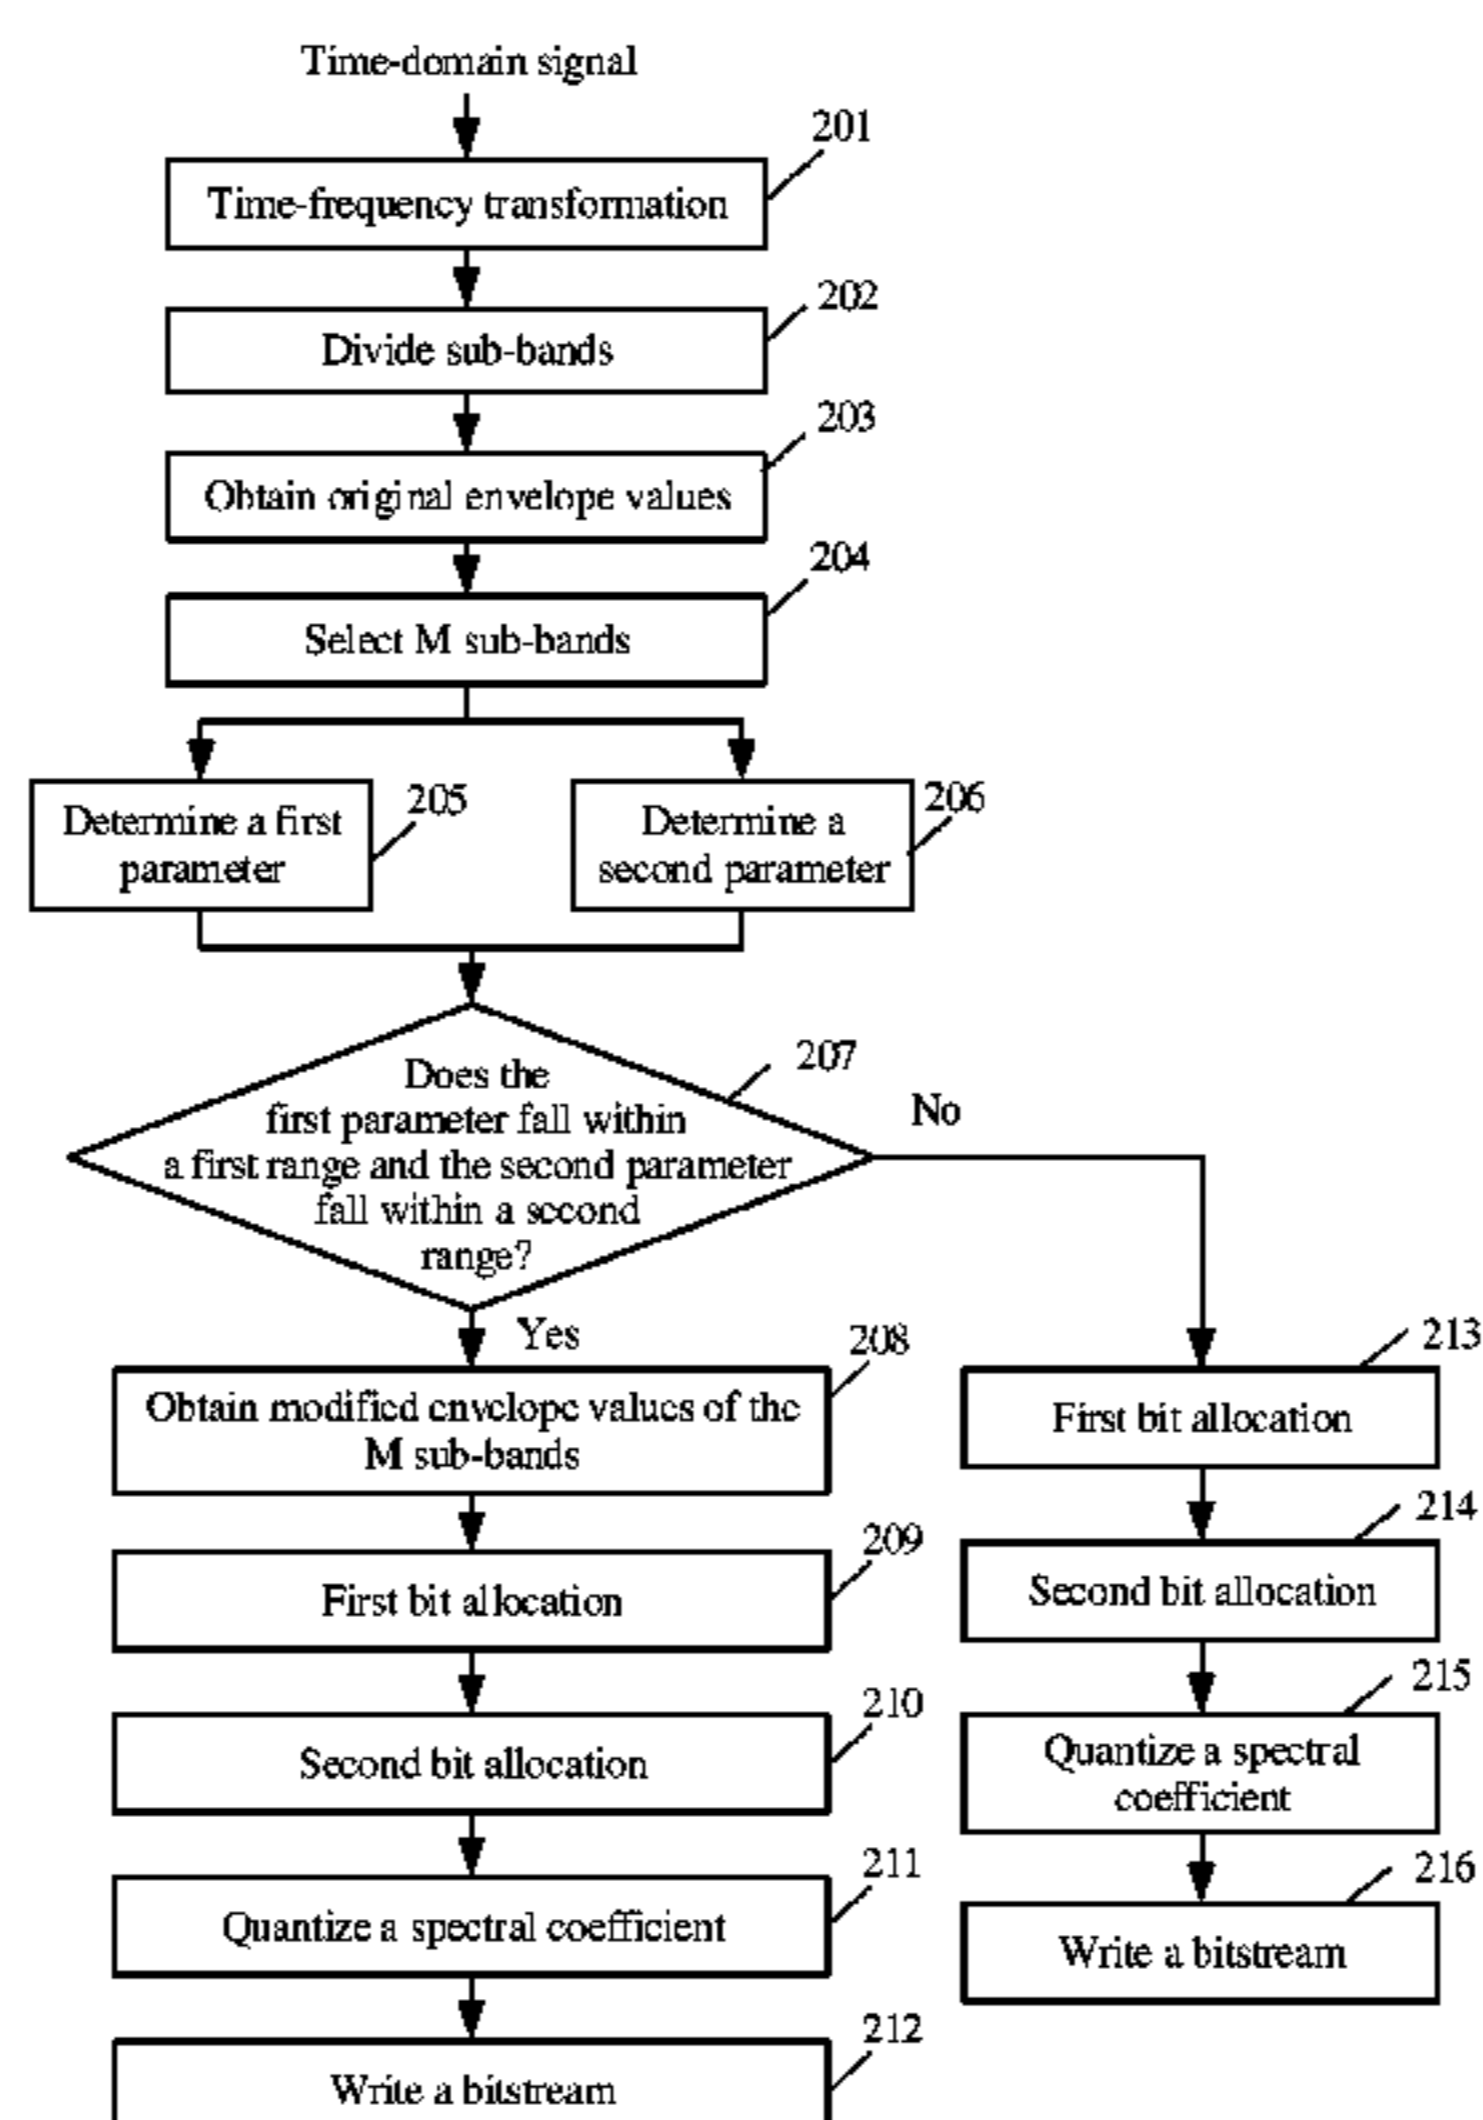 Time-domain signal
201
Time-frequency transformation
202
Divide sub-bands
203
Obtain original envelope values
204
Select M sub-bands
205
Determine a first
parameter
206
Determine a
second parameter
207
Does the
first parameter fall within
a first range and the second parameter
fall within a second
range?
No
Yes
208
Obtain modified envelope values of the
M sub-bands
209
First bit allocation
210
Second bit allocation
211
Quantize a spectral coefficient
212
Write a bitstream
213
First bit allocation
214
Second bit allocation
215
Quantize a spectral
coefficient
216
Write a bitstream